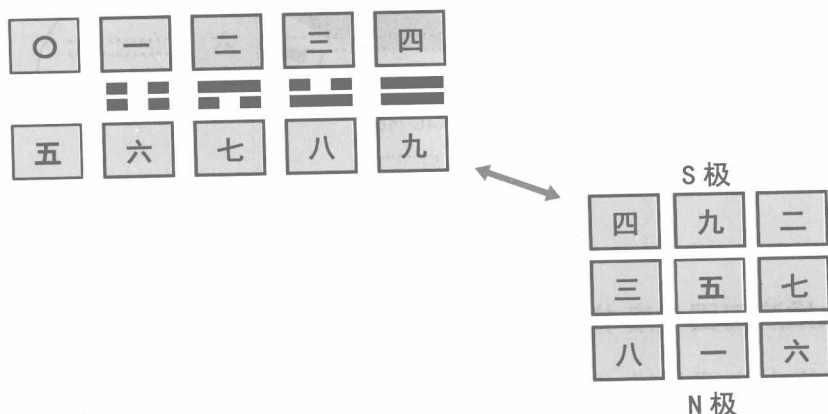 〇 一 二 三 四
五 六 七 八 九
S 极
四 九 二
三 五 七
八 一 六
N 极